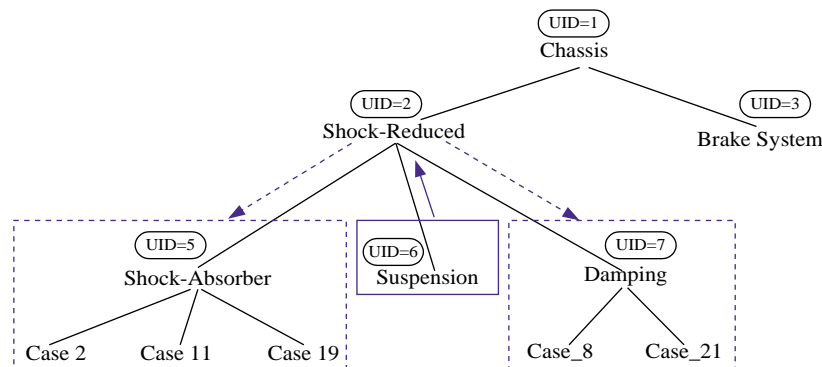 UID=1
Chassis
UID=2
Shock-Reduced
UID=3
Brake System
UID=5
Shock-Absorber
UID=6
Suspension
UID=7
Damping
Case 2
Case 11
Case 19
Case_8
Case_21